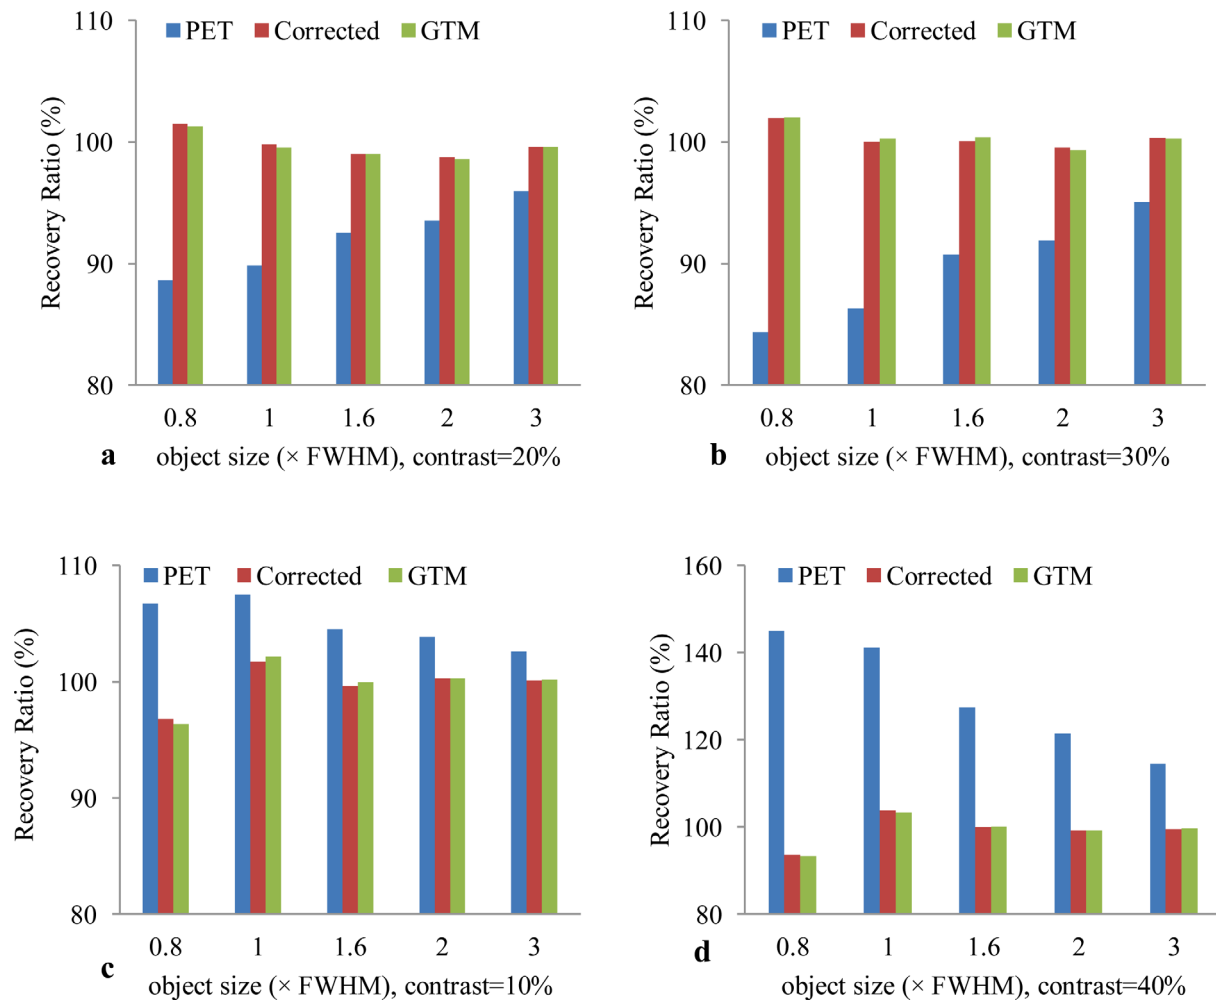 PET Corrected GTM
110
100
90
80
Recovery Ratio (%)
0.8 1 1.6 2 3
a object size (× FWHM), contrast=20%
PET Corrected GTM
110
100
90
80
Recovery Ratio (%)
0.8 1 1.6 2 3
b object size (× FWHM), contrast=30%
PET Corrected GTM
110
100
90
80
Recovery Ratio (%)
0.8 1 1.6 2 3
c object size (× FWHM), contrast=10%
PET Corrected GTM
160
140
120
100
80
Recovery Ratio (%)
0.8 1 1.6 2 3
d object size (× FWHM), contrast=40%